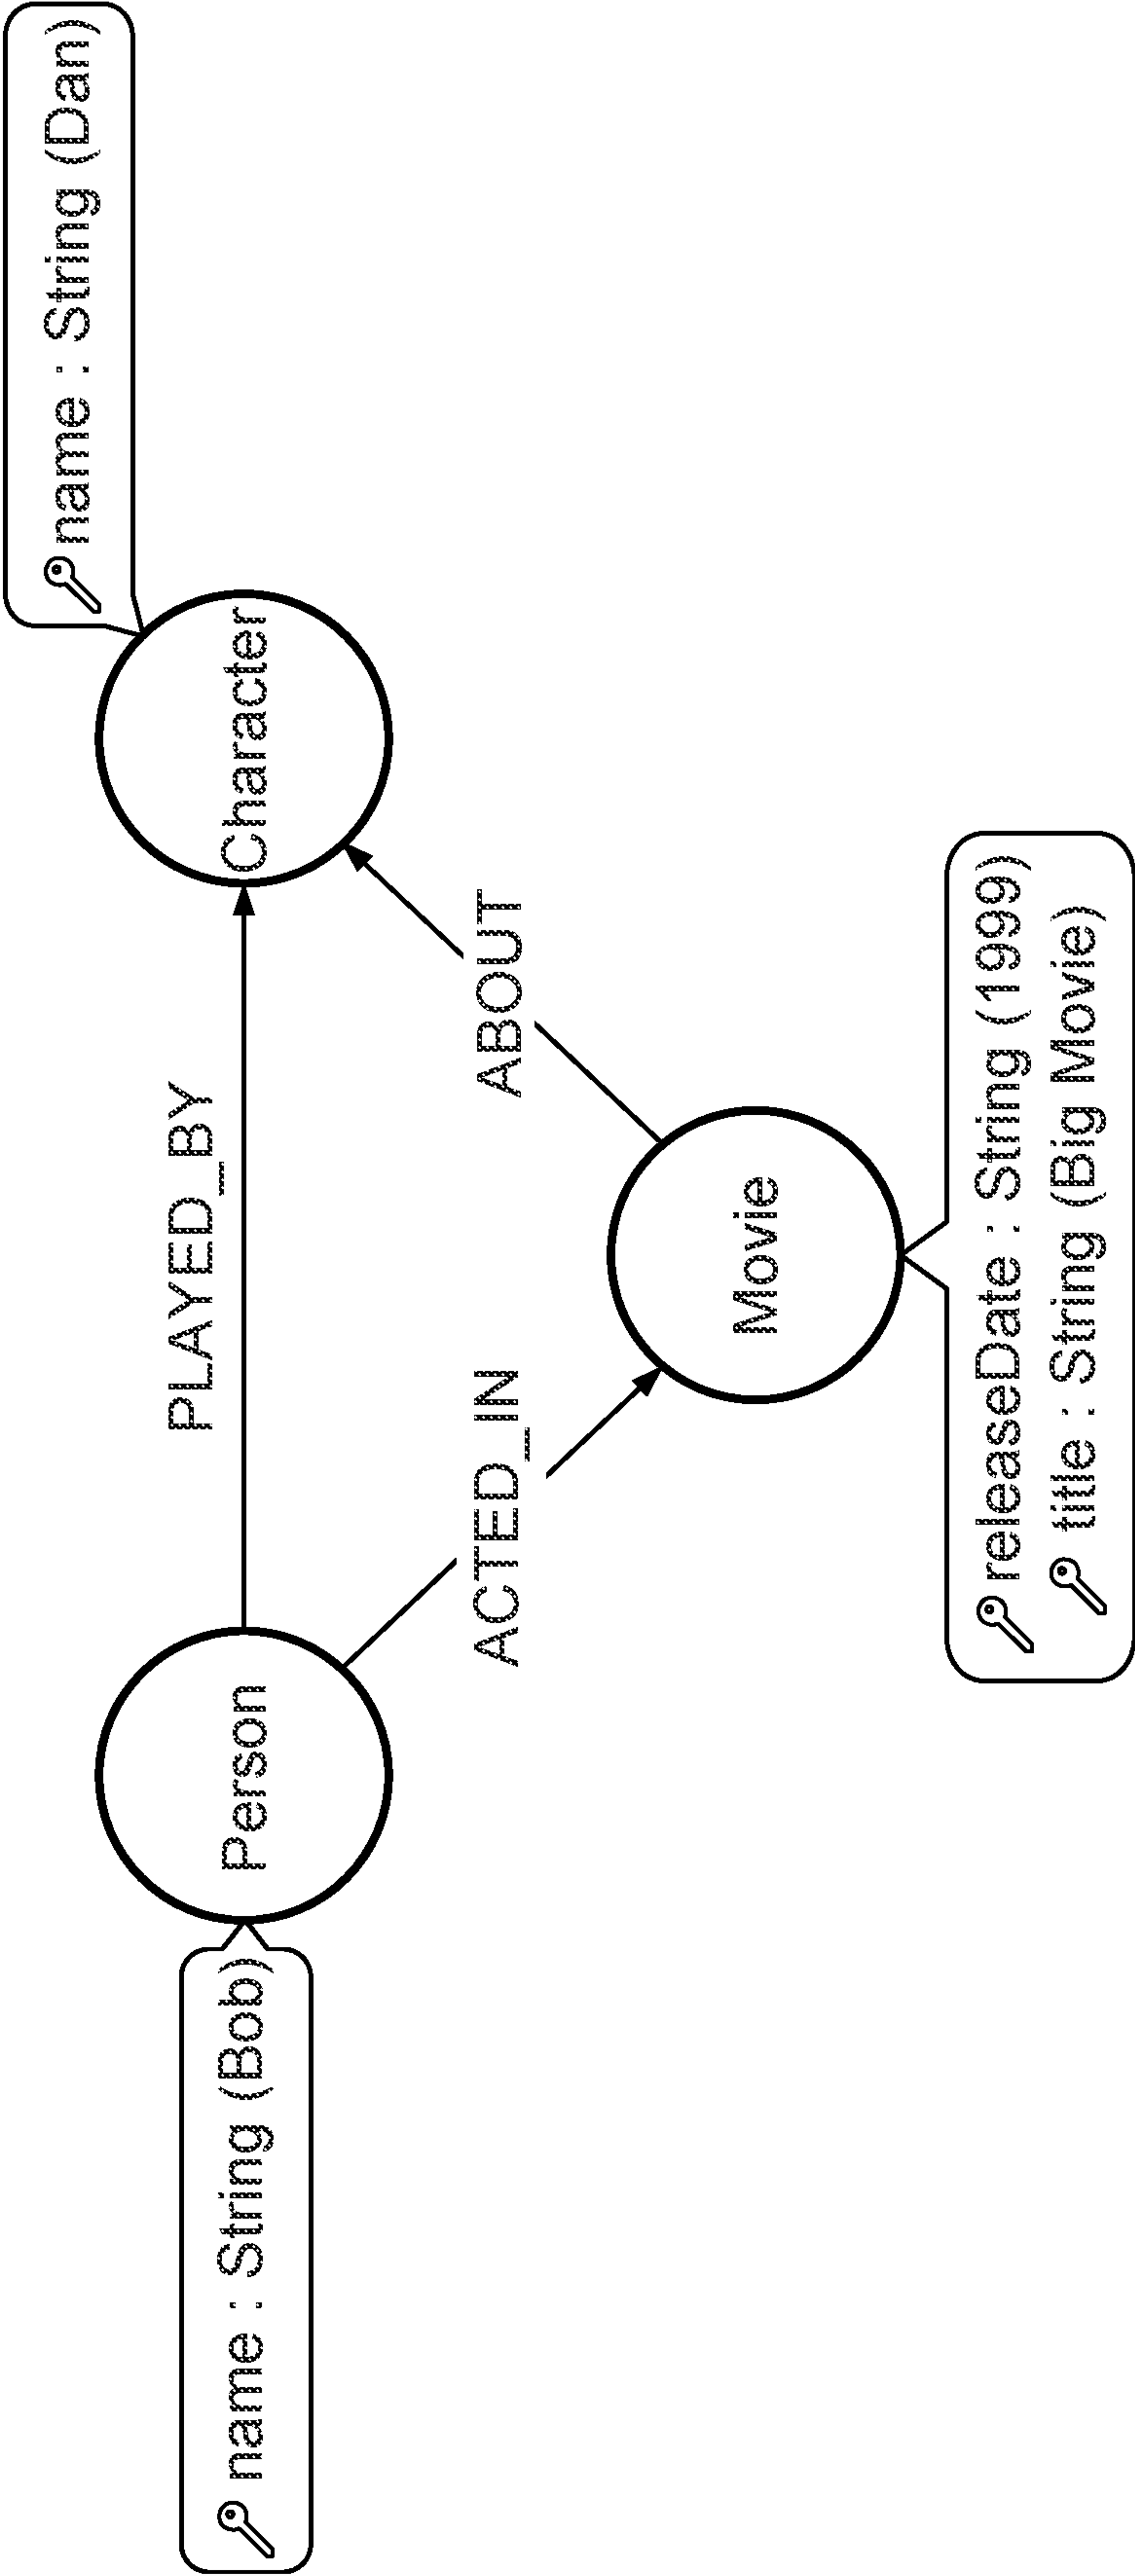 name : String (Dan)
Character
PLAYED_BY
Person
name : String (Bob)
ABOUT
ACTED_IN
Movie
releaseDate : String (1999)
title : String (Big Movie)